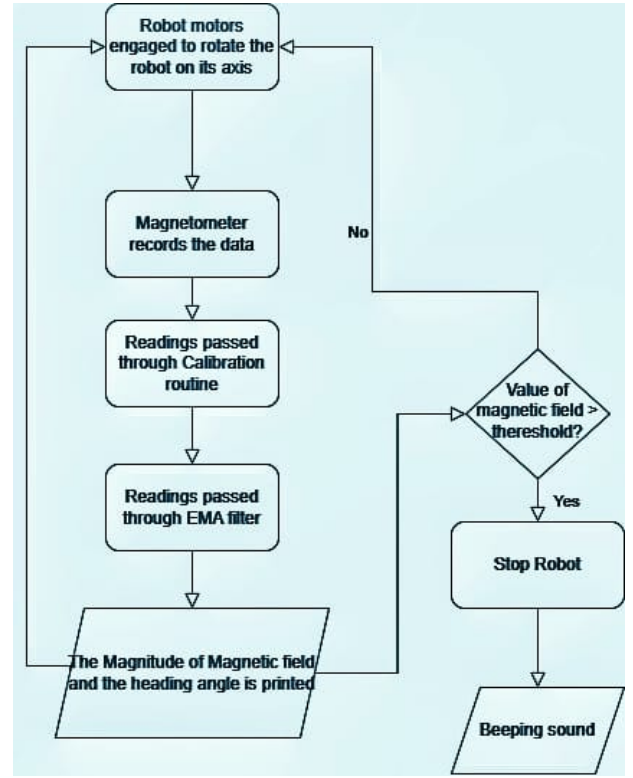 Robot motors
engaged to rotate the
robot on its axis
Magnetometer
records the data
No
Readings passed
through Calibration
routine
Value of
magnetic field >
thereshold?
Readings passed
through EMA filter
Yes
Stop Robot
The Magnitude of Magnetic field
and the heading angle is printed
Beeping sound